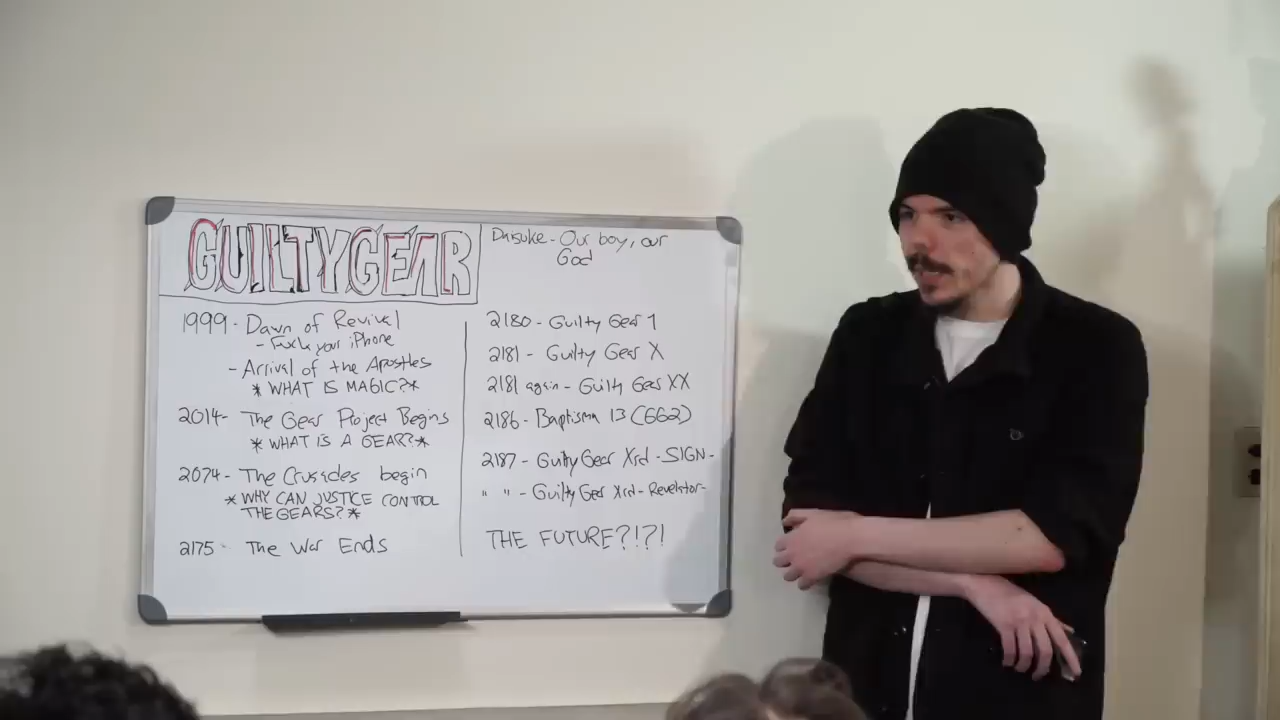 GUILTYGEAR
Daisuke - Our boy, our
God
1999 - Dawn of Revival
- Fuck your iPhone
- Arrival of the Apostles
* WHAT IS MAGIC?*
2014 - The Gear Project Begins
* WHAT IS A GEAR?*
2074 - The Crusades begin
* WHY CAN JUSTICE CONTROL
THE GEARS?*
2175 - The War Ends
2180 - Guilty Gear 1
2181 - Guilty Gear X
2181 again - Guilty Gear XX
2186 - Baptisma 13 (GG2)
2187 - Guilty Gear Xrd - SIGN -
" " - Guilty Gear Xrd - Revelator -
THE FUTURE?!?!